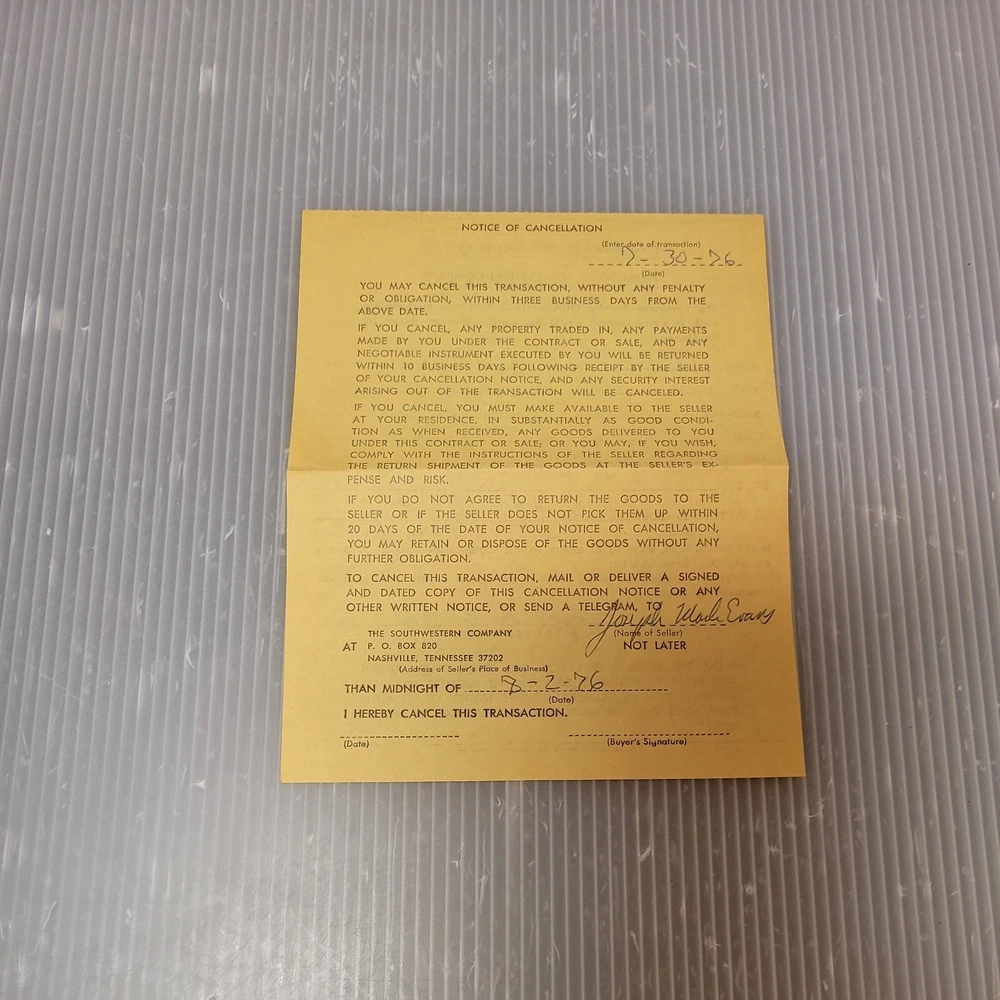 NOTICE OF CANCELLATION
(Enter date of transaction)
7-30-76
(Date)
YOU MAY CANCEL THIS TRANSACTION, WITHOUT ANY PENALTY
OR OBLIGATION, WITHIN THREE BUSINESS DAYS FROM THE
ABOVE DATE.
IF YOU CANCEL, ANY PROPERTY TRADED IN, ANY PAYMENTS
MADE BY YOU UNDER THE CONTRACT OR SALE, AND ANY
NEGOTIABLE INSTRUMENT EXECUTED BY YOU WILL BE RETURNED
WITHIN 10 BUSINESS DAYS FOLLOWING RECEIPT BY THE SELLER
OF YOUR CANCELLATION NOTICE, AND ANY SECURITY INTEREST
ARISING OUT OF THE TRANSACTION WILL BE CANCELED.
IF YOU CANCEL, YOU MUST MAKE AVAILABLE TO THE SELLER
AT YOUR RESIDENCE, IN SUBSTANTIALLY AS GOOD CONDI-
TION AS WHEN RECEIVED, ANY GOODS DELIVERED TO YOU
UNDER THIS CONTRACT OR SALE; OR YOU MAY, IF YOU WISH,
COMPLY WITH THE INSTRUCTIONS OF THE SELLER REGARDING
THE RETURN SHIPMENT OF THE GOODS AT THE SELLER'S EX-
PENSE AND RISK.
IF YOU DO NOT AGREE TO RETURN THE GOODS TO THE
SELLER OR IF THE SELLER DOES NOT PICK THEM UP WITHIN
20 DAYS OF THE DATE OF YOUR NOTICE OF CANCELLATION,
YOU MAY RETAIN OR DISPOSE OF THE GOODS WITHOUT ANY
FURTHER OBLIGATION.
TO CANCEL THIS TRANSACTION, MAIL OR DELIVER A SIGNED
AND DATED COPY OF THIS CANCELLATION NOTICE OR ANY
OTHER WRITTEN NOTICE, OR SEND A TELEGRAM, TO
Joseph Wade Evans
(Name of Seller)
THE SOUTHWESTERN COMPANY
AT P. O. BOX 820 NOT LATER
NASHVILLE, TENNESSEE 37202
(Address of Seller's Place of Business)
THAN MIDNIGHT OF 8-2-76
(Date)
I HEREBY CANCEL THIS TRANSACTION.
(Date) (Buyer's Signature)